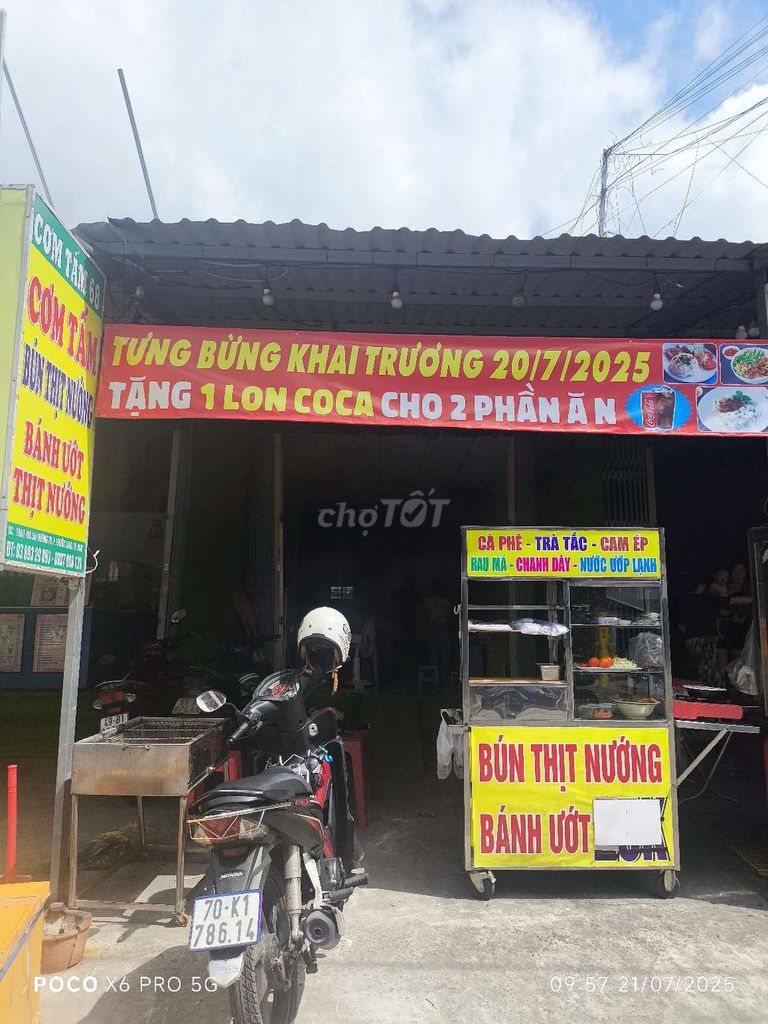 CƠM TẤM 68
CƠM TẤM
BÚN THỊT NƯỚNG
BÁNH ƯỚT
THỊT NƯỚNG
TƯNG BỪNG KHAI TRƯƠNG 20/7/2025
TẶNG 1 LON COCA CHO 2 PHẦN Ă N
chợTỐT
CÀ PHÊ - TRÀ TẮC - CAM ÉP
RAU MÁ - CHANH DÂY - NƯỚC ƯỚP LẠNH
BÚN THỊT NƯỚNG
BÁNH ƯỚT
49-B1
HONDA
70-K1
786.14
POCO X6 PRO 5G
09:57 21/07/2025